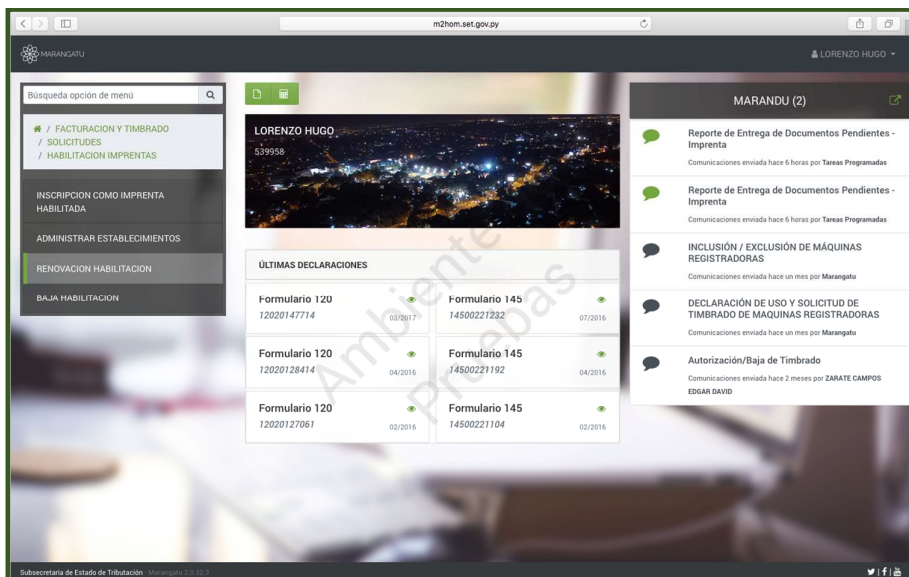 m2hom.set.gov.py
MARANGATU
LORENZO HUGO
Búsqueda opción de menú
/ FACTURACION Y TIMBRADO
/ SOLICITUDES
/ HABILITACION IMPRENTAS
INSCRIPCION COMO IMPRENTA
HABILITADA
ADMINISTRAR ESTABLECIMIENTOS
RENOVACION HABILITACION
BAJA HABILITACION
LORENZO HUGO
539958
ÚLTIMAS DECLARACIONES
Formulario 120
12020147714 03/2017
Formulario 145
14500221232 07/2016
Formulario 120
12020128414 04/2016
Formulario 145
14500221192 04/2016
Formulario 120
12020127061 02/2016
Formulario 145
14500221104 02/2016
Ambiente
Pruebas
MARANDU (2)
Reporte de Entrega de Documentos Pendientes -
Imprenta
Comunicaciones enviada hace 6 horas por Tareas Programadas
Reporte de Entrega de Documentos Pendientes -
Imprenta
Comunicaciones enviada hace 6 horas por Tareas Programadas
INCLUSIÓN / EXCLUSIÓN DE MÁQUINAS
REGISTRADORAS
Comunicaciones enviada hace un mes por Marangatu
DECLARACIÓN DE USO Y SOLICITUD DE
TIMBRADO DE MAQUINAS REGISTRADORAS
Comunicaciones enviada hace un mes por Marangatu
Autorización/Baja de Timbrado
Comunicaciones enviada hace 2 meses por ZARATE CAMPOS
EDGAR DAVID
Subsecretaría de Estado de Tributación - Marangatu 2.0.32.9